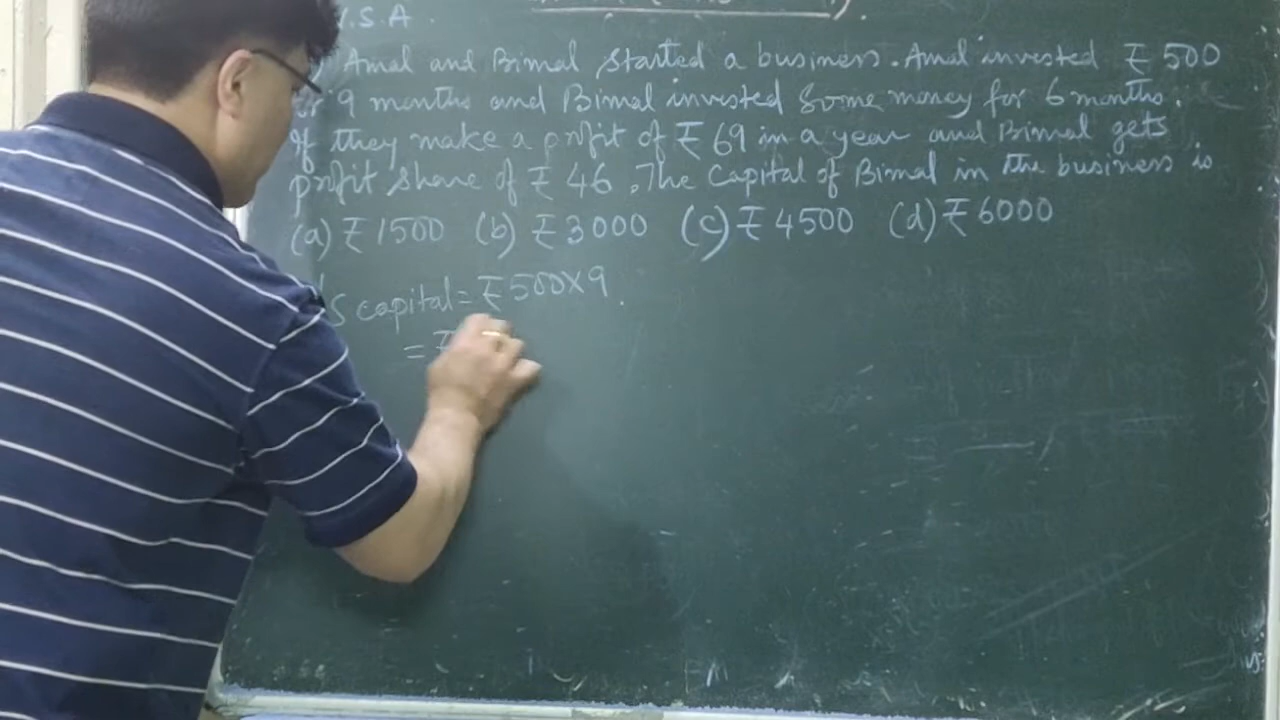 V.S.A.
Amal and Bimal started a business. Amal invested ₹ 500
9 months and Bimal invested some money for 6 months.
If they make a profit of ₹ 69 in a year and Bimal gets
profit share of ₹ 46. The Capital of Bimal in the business is
(a) ₹ 1500 (b) ₹ 3000 (c) ₹ 4500 (d) ₹ 6000
's capital = ₹ 500 × 9.
= ₹